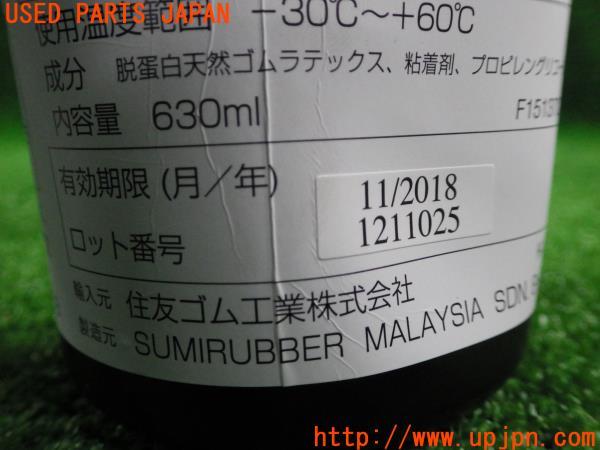 USED PARTS JAPAN
使用温度範囲 -30℃~+60℃
成分 脱蛋白天然ゴムラテックス、粘着剤、プロピレングリコー
内容量 630ml
F1513
有効期限(月/年)
11/2018
ロット番号
1211025
輸入元 住友ゴム工業株式会社
製造元 SUMIRUBBER MALAYSIA SDN.
http://www.upjpn.com